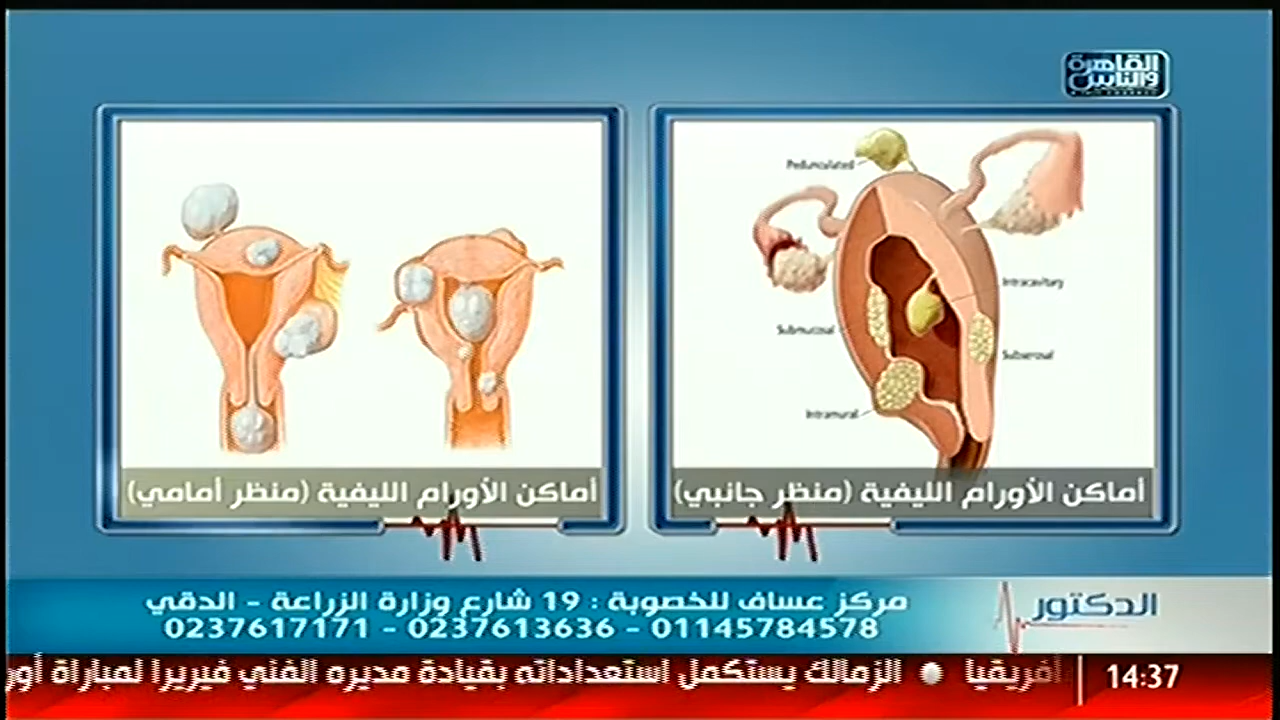 القاهرة
والناس
Pedunculated
Intracavitary
Submucosal
Subserosal
Intramural
أماكن الأورام الليفية (منظر جانبي)
أماكن الأورام الليفية (منظر أمامي)
الدكتور
مركز عساف للخصوبة : 19 شارع وزارة الزراعة - الدقي
0237617171 - 0237613636 - 01145784578
14:37
أفريقيا ● الزمالك يستكمل استعداداته بقيادة مديره الفني فيريرا لمباراة أور